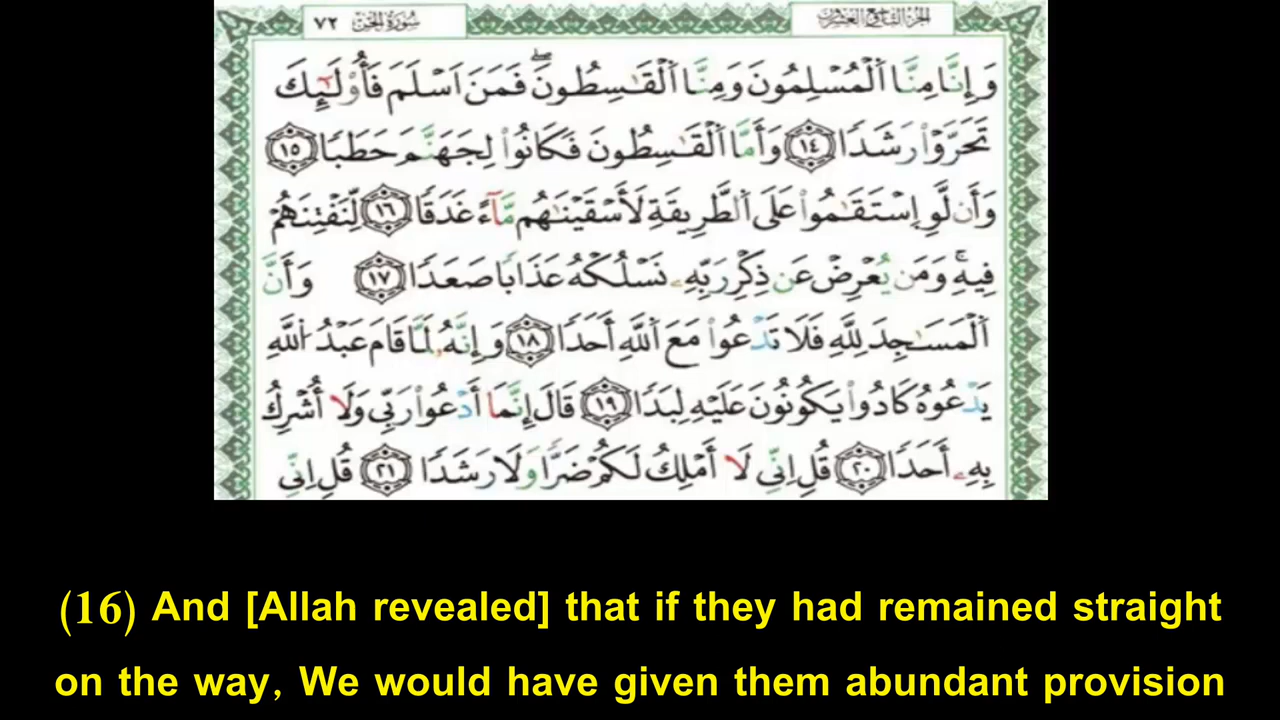 سُورَةُ الجِنّ ٧٢
الجزء التاسع والعشرون
وَإِنَّا مِنَّا ٱلْمُسْلِمُونَ وَمِنَّا ٱلْقَٰسِطُونَۖ فَمَنَ اَسْلَمَ فَأُوْلَٰٓئِكَ
تَحَرَّوْاْ رَشَدٗا ١٤ وَأَمَّا ٱلْقَٰسِطُونَ فَكَانُواْ لِجَهَنَّمَ حَطَبٗا ١٥
وَأَن لَّوِ إِسْتَقَٰمُواْ عَلَى ٱلطَّرِيقَةِ لَأَسْقَيْنَٰهُم مَّآءً غَدَقٗا ١٦ لِّنَفْتِنَهُمْ
فِيهِۚ وَمَن يُعْرِضْ عَن ذِكْرِ رَبِّهِۦ نَسْلُكْهُ عَذَابٗا صَعَدٗا ١٧ وَأَنَّ
ٱلْمَسَٰجِدَ لِلَّهِ فَلَا تَدْعُواْ مَعَ ٱللَّهِ أَحَدٗا ١٨ وَإِنَّهُۥ لَمَّا قَامَ عَبْدُ ٱللَّهِ
يَدْعُوهُ كَادُواْ يَكُونُونَ عَلَيْهِ لِبَدٗا ١٩ قَالَ إِنَّمَا أَدْعُواْ رَبِّي وَلَا أُشْرِكُ
بِهِۦ أَحَدٗا ٢٠ قُلِ اِنِّي لَا أَمْلِكُ لَكُمْ ضَرّٗا وَلَا رَشَدٗا ٢١ قُلِ اِنِّي
(16) And [Allah revealed] that if they had remained straight
on the way, We would have given them abundant provision